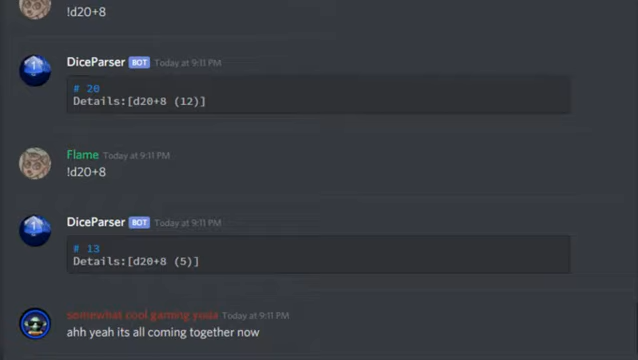 !d20+8
DiceParser BOT Today at 9:11 PM
# 20
Details:[d20+8 (12)]
Flame Today at 9:11 PM
!d20+8
DiceParser BOT Today at 9:11 PM
# 13
Details:[d20+8 (5)]
somewhat cool gaming yoda Today at 9:11 PM
ahh yeah its all coming together now